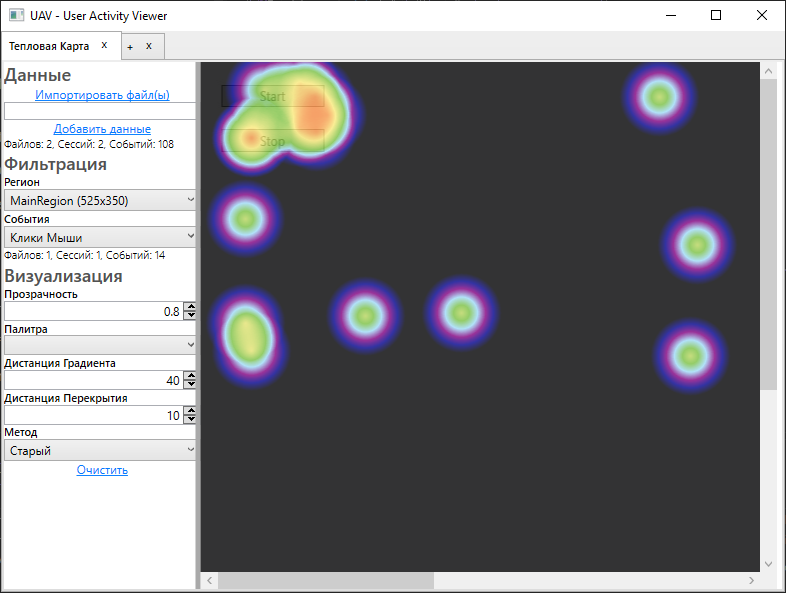 UAV - User Activity Viewer
Тепловая Карта x + x
Данные
Импортировать файл(ы)
Добавить данные
Файлов: 2, Сессий: 2, Событий: 108
Фильтрация
Регион
MainRegion (525x350)
События
Клики Мыши
Файлов: 1, Сессий: 1, Событий: 14
Визуализация
Прозрачность
0.8
Палитра
Дистанция Градиента
40
Дистанция Перекрытия
10
Метод
Старый
Очистить
Start
Stop